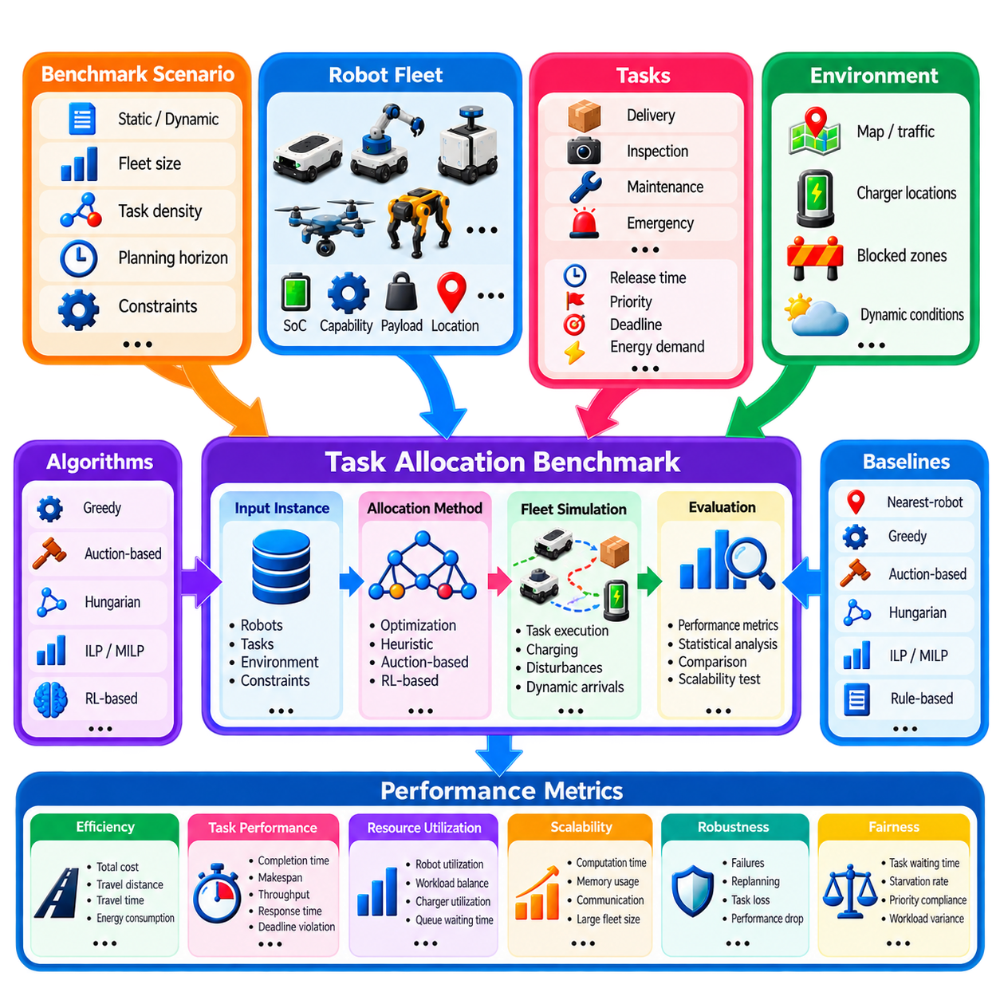 Benchmark Scenario
Static / Dynamic
Fleet size
Task density
Planning horizon
Constraints
...
Robot Fleet
...
SoC
Capability
Payload
Location
...
Tasks
Delivery
Inspection
Maintenance
Emergency
...
Release time
Priority
Deadline
Energy demand
...
Environment
Map / traffic
Charger locations
Blocked zones
Dynamic conditions
...
Algorithms
Greedy
Auction-based
Hungarian
ILP / MILP
RL-based
...
Task Allocation Benchmark
Input Instance
• Robots
• Tasks
• Environment
• Constraints
...
Allocation Method
• Optimization
• Heuristic
• Auction-based
• RL-based
...
Fleet Simulation
• Task execution
• Charging
• Disturbances
• Dynamic arrivals
...
Evaluation
• Performance metrics
• Statistical analysis
• Comparison
• Scalability test
...
Baselines
Nearest-robot
Greedy
Auction-based
Hungarian
ILP / MILP
Rule-based
...
Performance Metrics
Efficiency
• Total cost
• Travel distance
• Travel time
• Energy consumption
...
Task Performance
• Completion time
• Makespan
• Throughput
• Response time
• Deadline violation
...
Resource Utilization
• Robot utilization
• Workload balance
• Charger utilization
• Queue waiting time
...
Scalability
• Computation time
• Memory usage
• Communication
• Large fleet size
...
Robustness
• Failures
• Replanning
• Task loss
• Performance drop
...
Fairness
• Task waiting time
• Starvation rate
• Priority compliance
• Workload variance
...